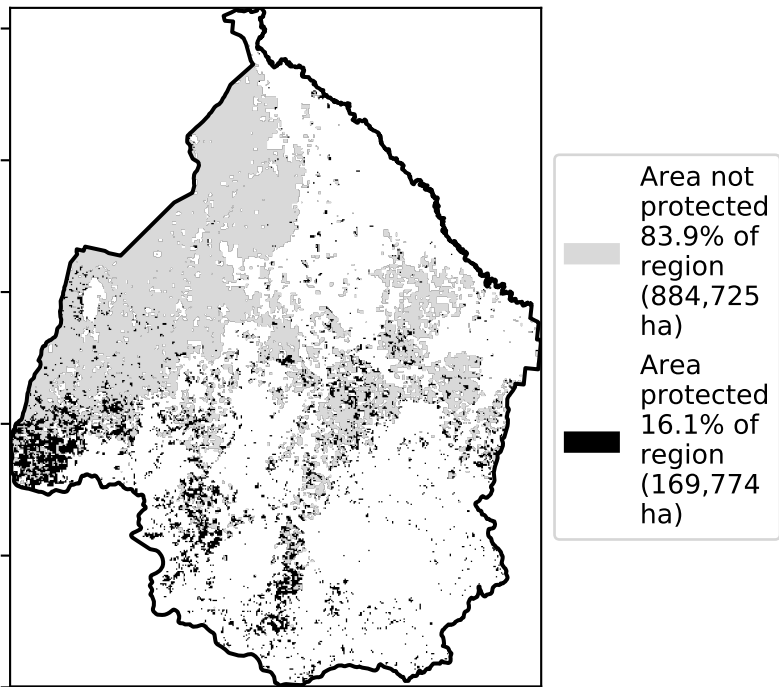 Area not
protected
83.9% of
region
(884,725
ha)
Area
protected
16.1% of
region
(169,774
ha)